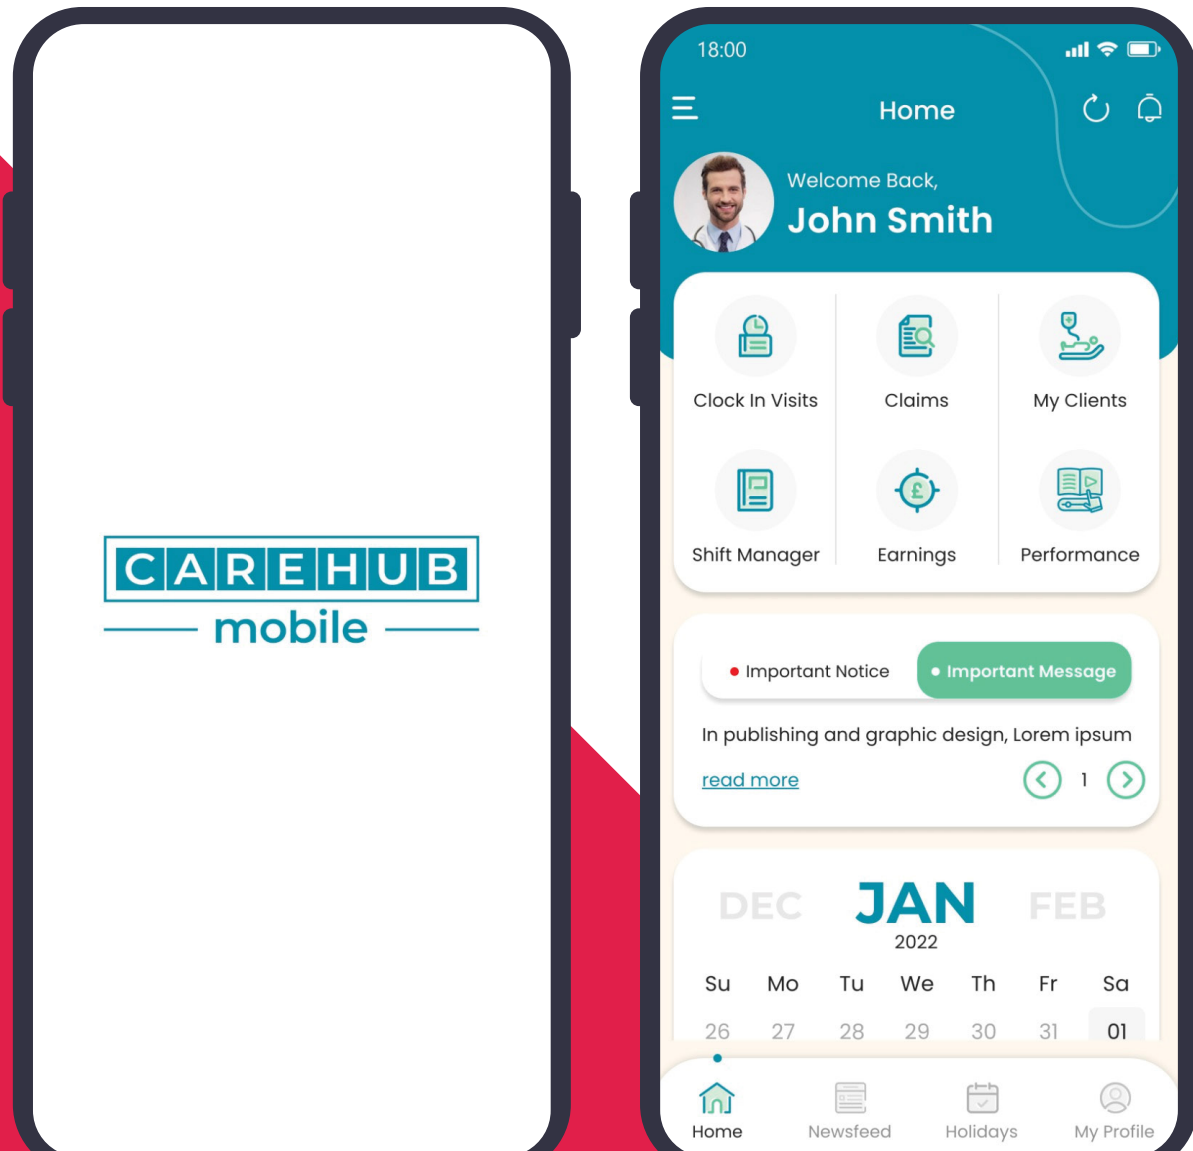 CAREHUB
mobile
18:00
Home
Welcome Back,
John Smith
Clock In Visits Claims My Clients
£
Shift Manager Earnings Performance
Important Notice Important Message
In publishing and graphic design, Lorem ipsum
read more 1
DEC JAN FEB
2022
Su Mo Tu We Th Fr Sa
26 27 28 29 30 31 01
Home Newsfeed Holidays My Profile